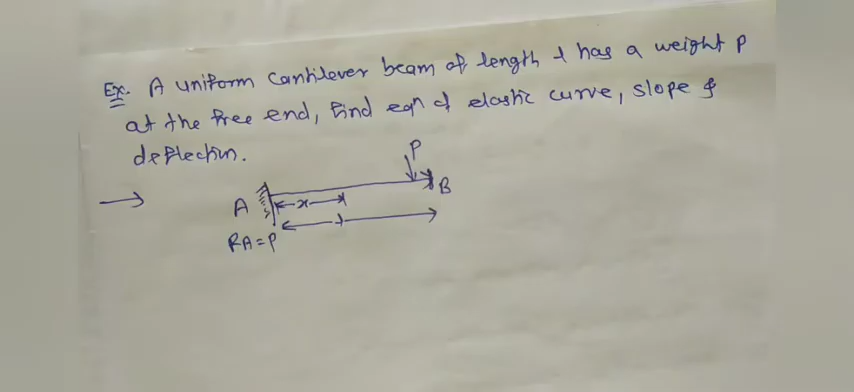 Ex. A uniform cantilever beam of length l has a weight P
at the free end, find eqn of elastic curve, slope &
deflection.
P
A x B
l
RA = P